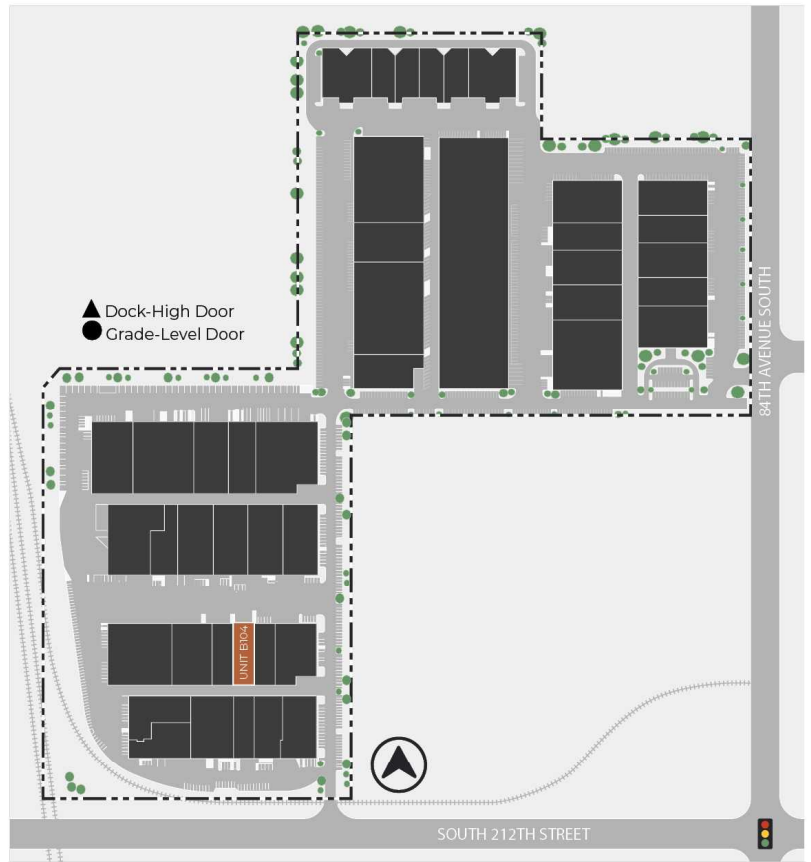 Dock-High Door
Grade-Level Door
84TH AVENUE SOUTH
UNIT B104
SOUTH 212TH STREET